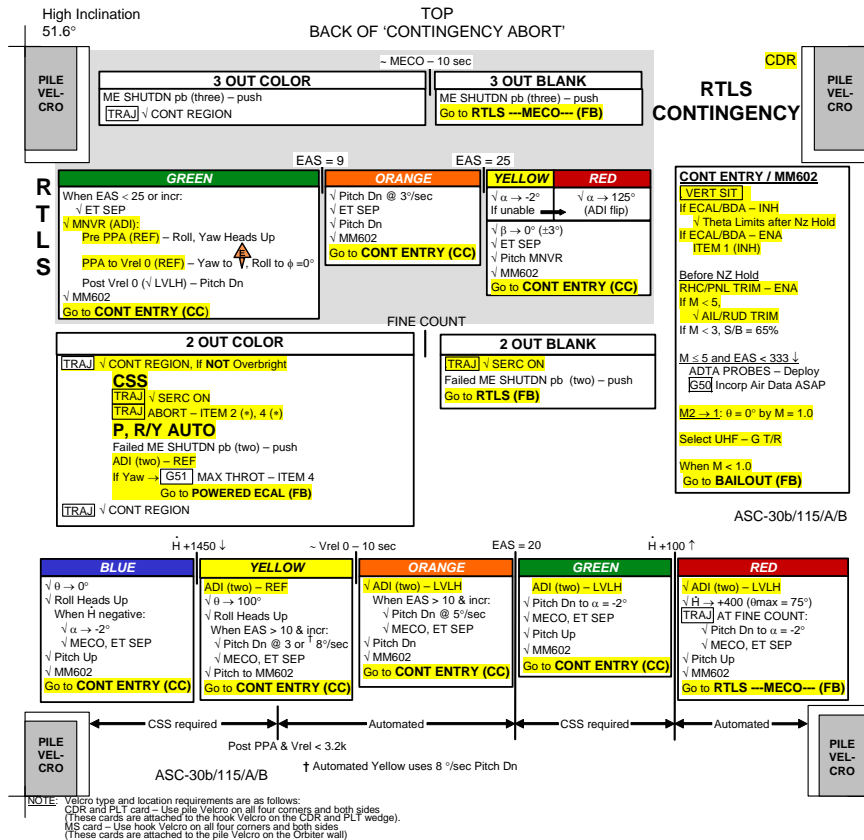 High Inclination
51.6°
TOP
BACK OF 'CONTINGENCY ABORT'
CDR
PILE
VEL-
CRO
PILE
VEL-
CRO
RTLS
CONTINGENCY
~ MECO – 10 sec
3 OUT COLOR
ME SHUTDN pb (three) – push
TRAJ √ CONT REGION
3 OUT BLANK
ME SHUTDN pb (three) – push
Go to RTLS ---MECO--- (FB)
R
T
L
S
EAS = 9
EAS = 25
GREEN
When EAS < 25 or incr:
√ ET SEP
√ MNVR (ADI):
Pre PPA (REF) – Roll, Yaw Heads Up
PPA to Vrel 0 (REF) – Yaw to E, Roll to ϕ =0°
Post Vrel 0 (√ LVLH) – Pitch Dn
√ MM602
Go to CONT ENTRY (CC)
ORANGE
√ Pitch Dn @ 3°/sec
√ ET SEP
√ Pitch Dn
√ MM602
Go to CONT ENTRY (CC)
YELLOW
RED
√ α → -2°
If unable
√ α → 125°
(ADI flip)
√ β → 0° (±3°)
√ ET SEP
√ Pitch MNVR
√ MM602
Go to CONT ENTRY (CC)
CONT ENTRY / MM602
VERT SIT
If ECAL/BDA – INH
√ Theta Limits after Nz Hold
If ECAL/BDA – ENA
ITEM 1 (INH)
Before NZ Hold
RHC/PNL TRIM – ENA
If M < 5,
√ AIL/RUD TRIM
If M < 3, S/B = 65%
M ≤ 5 and EAS < 333 ↓
ADTA PROBES – Deploy
G50 Incorp Air Data ASAP
M2 → 1: θ = 0° by M = 1.0
Select UHF – G T/R
When M < 1.0
Go to BAILOUT (FB)
FINE COUNT
2 OUT COLOR
TRAJ √ CONT REGION, If NOT Overbright
CSS
TRAJ √ SERC ON
TRAJ ABORT – ITEM 2 (*), 4 (*)
P, R/Y AUTO
Failed ME SHUTDN pb (two) – push
ADI (two) – REF
If Yaw → G51 MAX THROT – ITEM 4
Go to POWERED ECAL (FB)
TRAJ √ CONT REGION
2 OUT BLANK
TRAJ √ SERC ON
Failed ME SHUTDN pb (two) – push
Go to RTLS (FB)
ASC-30b/115/A/B
Ḣ +1450 ↓
~ Vrel 0 – 10 sec
EAS = 20
Ḣ +100 ↑
BLUE
√ θ → 0°
√ Roll Heads Up
When Ḣ negative:
√ α → -2°
√ MECO, ET SEP
√ Pitch Up
√ MM602
Go to CONT ENTRY (CC)
YELLOW
ADI (two) – REF
√ θ → 100°
√ Roll Heads Up
When EAS > 10 & incr:
√ Pitch Dn @ 3 or † 8°/sec
√ MECO, ET SEP
√ Pitch to MM602
Go to CONT ENTRY (CC)
ORANGE
√ ADI (two) – LVLH
When EAS > 10 & incr:
√ Pitch Dn @ 5°/sec
√ MECO, ET SEP
√ Pitch Dn
√ MM602
Go to CONT ENTRY (CC)
GREEN
ADI (two) – LVLH
√ Pitch Dn to α = -2°
√ MECO, ET SEP
√ Pitch Up
√ MM602
Go to CONT ENTRY (CC)
RED
√ ADI (two) – LVLH
√ Ḣ → +400 (θmax = 75°)
TRAJ AT FINE COUNT:
√ Pitch Dn to α = -2°
√ MECO, ET SEP
√ Pitch Up
√ MM602
Go to RTLS ---MECO--- (FB)
CSS required
Automated
CSS required
Automated
PILE
VEL-
CRO
PILE
VEL-
CRO
Post PPA & Vrel < 3.2k
ASC-30b/115/A/B
† Automated Yellow uses 8 °/sec Pitch Dn
NOTE: Velcro type and location requirements are as follows:
CDR and PLT card – Use pile Velcro on all four corners and both sides
(These cards are attached to the hook Velcro on the CDR and PLT wedge).
MS card – Use hook Velcro on all four corners and both sides
(These cards are attached to the pile Velcro on the Orbiter wall)